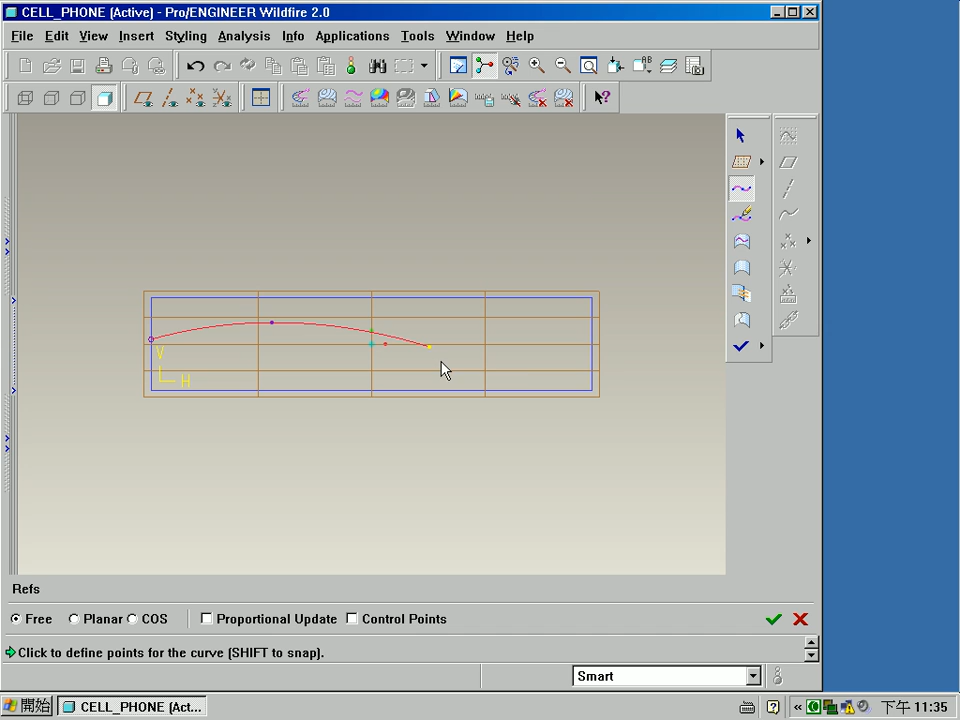 CELL_PHONE (Active) - Pro/ENGINEER Wildfire 2.0
File Edit View Insert Styling Analysis Info Applications Tools Window Help
V
H
Refs
Free Planar COS Proportional Update Control Points
Click to define points for the curve (SHIFT to snap).
Smart
開始 CELL_PHONE (Act... « 下午 11:35